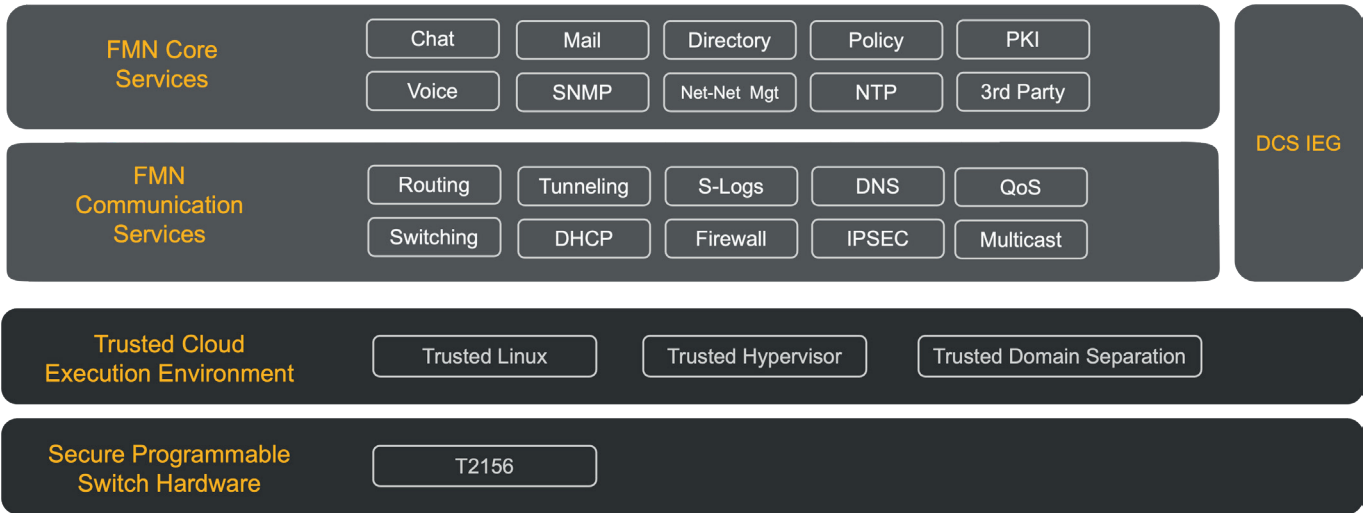 FMN Core
Services
Chat
Mail
Directory
Policy
PKI
Voice
SNMP
Net-Net Mgt
NTP
3rd Party
DCS IEG
FMN
Communication
Services
Routing
Tunneling
S-Logs
DNS
QoS
Switching
DHCP
Firewall
IPSEC
Multicast
Trusted Cloud
Execution Environment
Trusted Linux
Trusted Hypervisor
Trusted Domain Separation
Secure Programmable
Switch Hardware
T2156